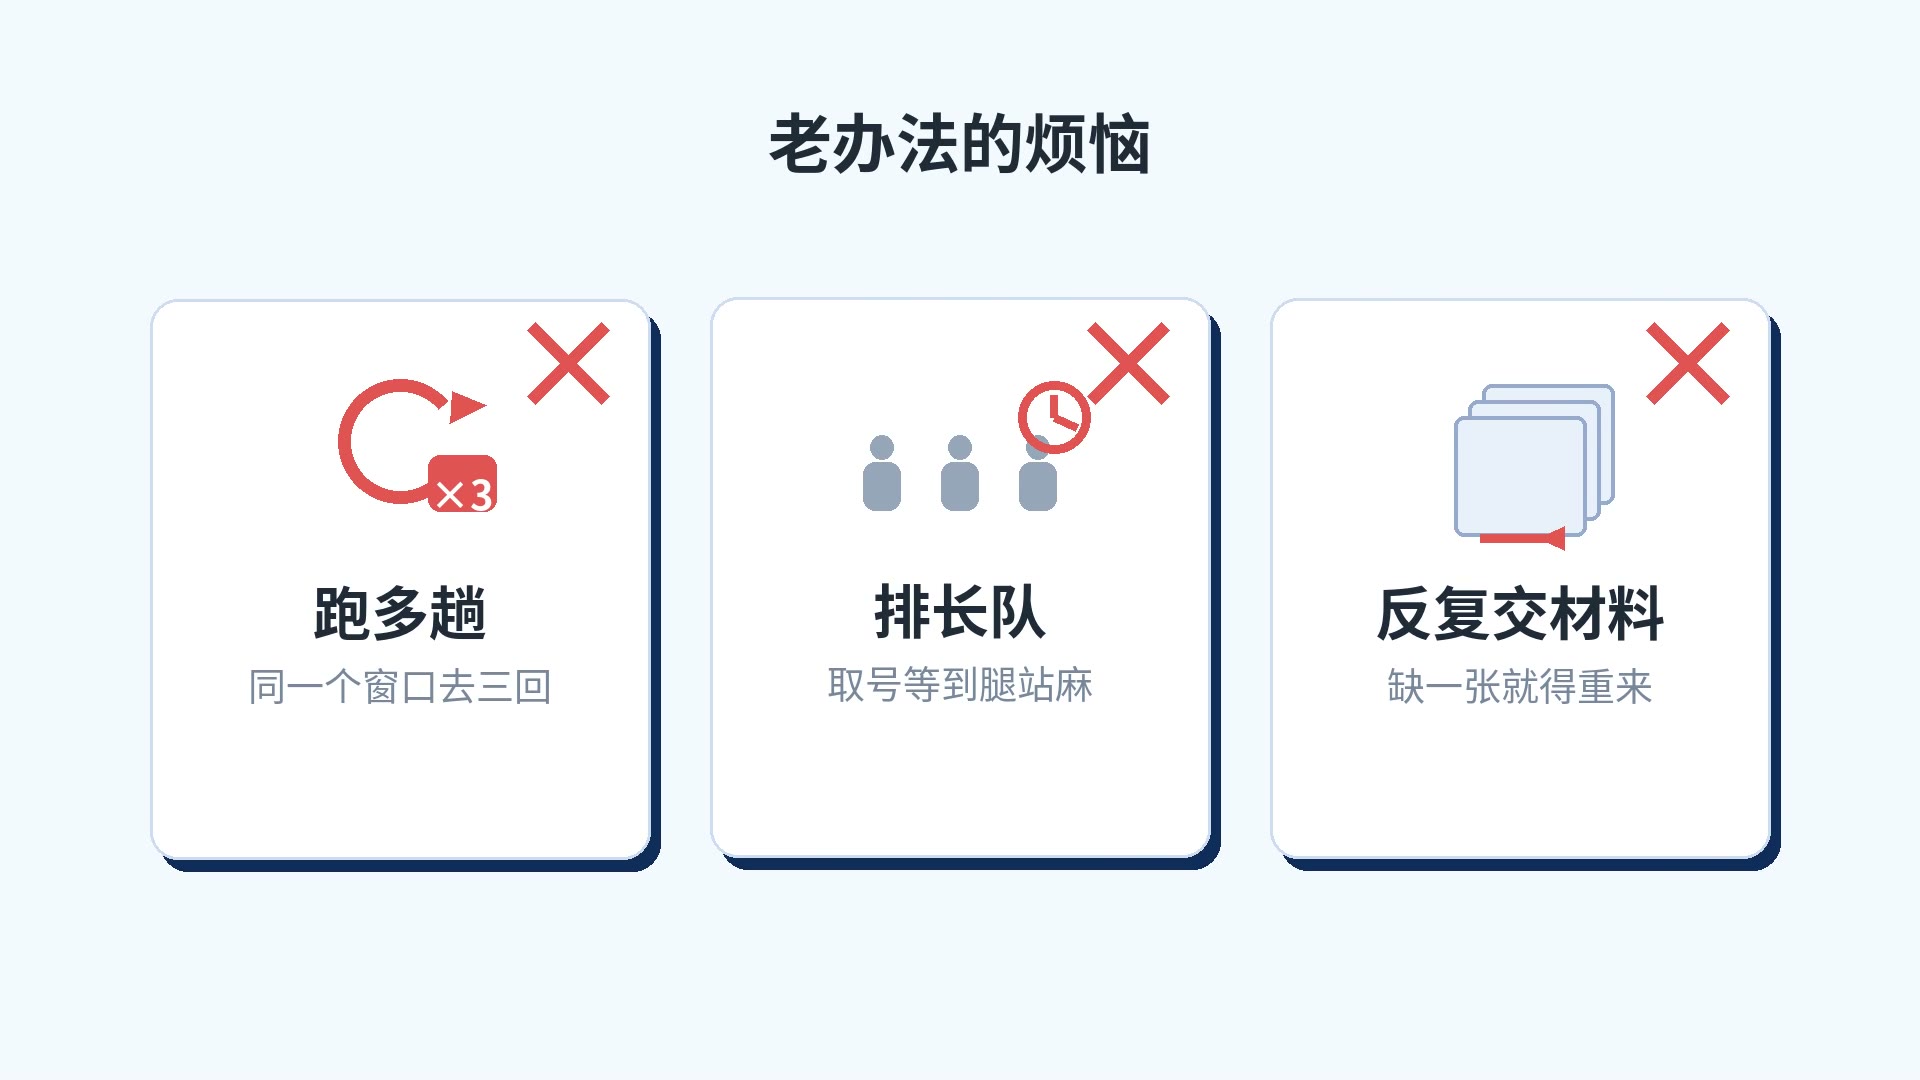 老办法的烦恼
×3
跑多趟
同一个窗口去三回
排长队
取号等到腿站麻
反复交材料
缺一张就得重来